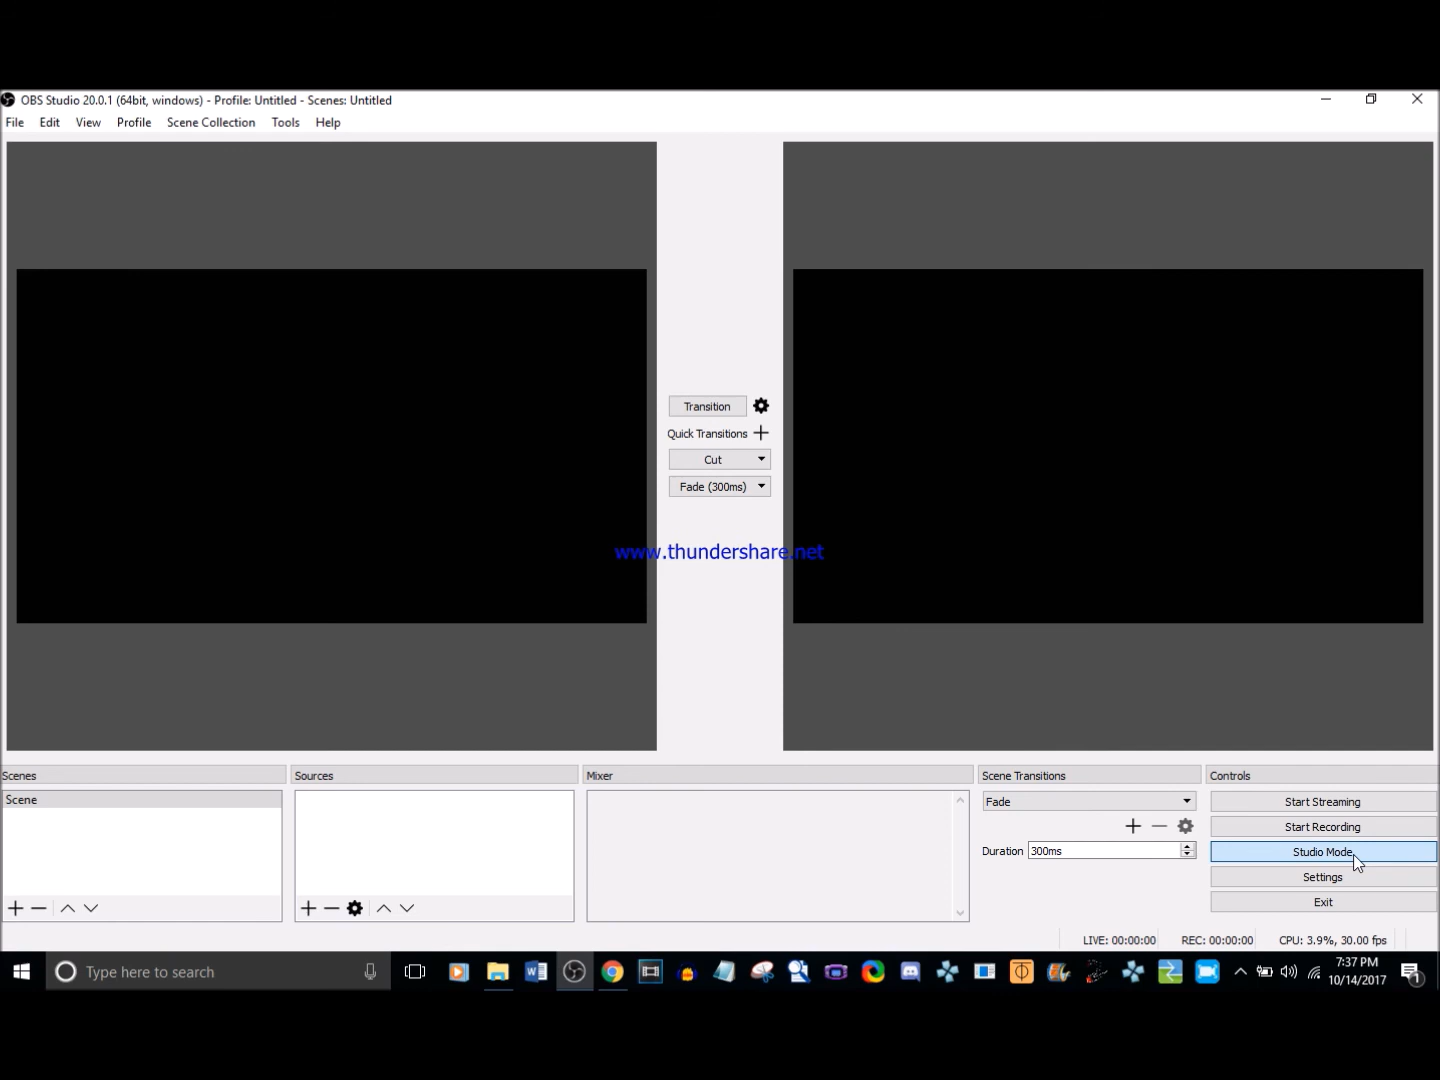 OBS Studio 20.0.1 (64bit, windows) - Profile: Untitled - Scenes: Untitled
File Edit View Profile Scene Collection Tools Help
Transition
Quick Transitions
Cut
Fade (300ms)
www.thundershare.net
Scenes
Scene
Sources
Mixer
Scene Transitions
Fade
Duration 300ms
Controls
Start Streaming
Start Recording
Studio Mode
Settings
Exit
LIVE: 00:00:00 REC: 00:00:00 CPU: 3.9%, 30.00 fps
Type here to search
7:37 PM
10/14/2017
1